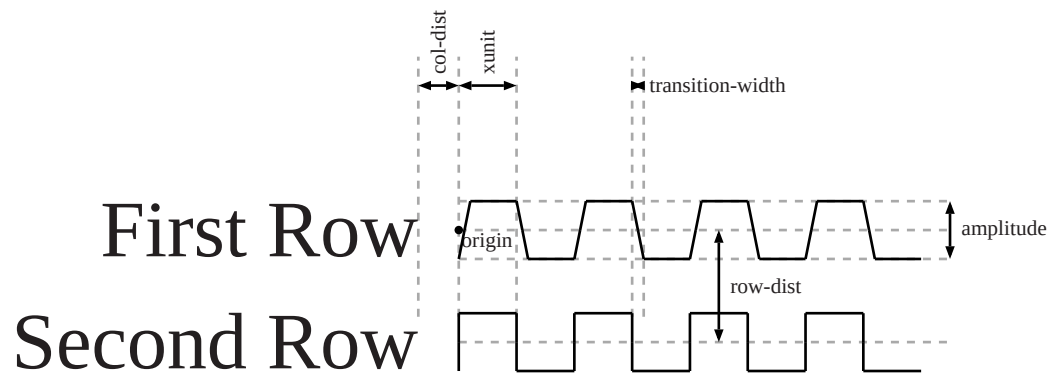 col-dist
xunit
transition-width
First Row
origin
amplitude
row-dist
Second Row